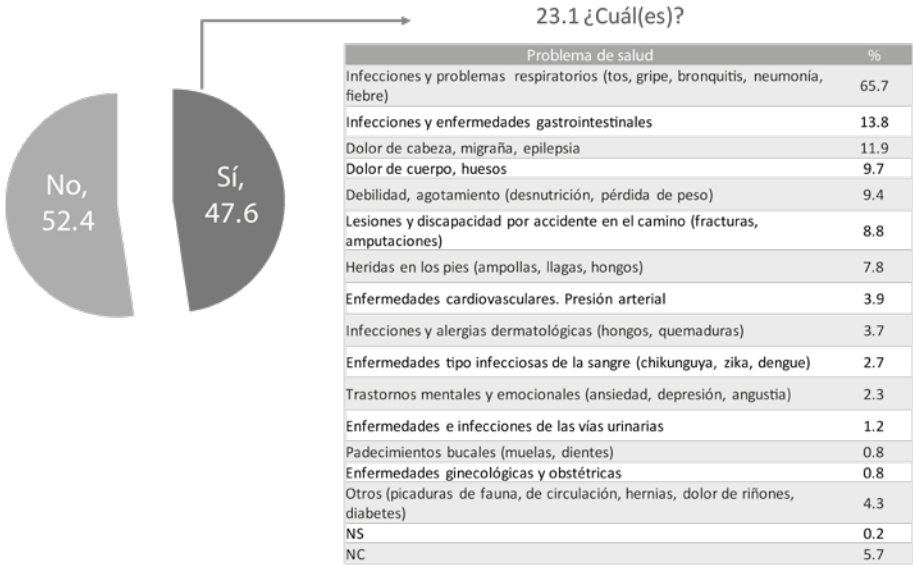 23.1 ¿Cuál(es)?
No,
52.4
Sí,
47.6
Problema de salud %
Infecciones y problemas respiratorios (tos, gripe, bronquitis, neumonía,
fiebre) 65.7
Infecciones y enfermedades gastrointestinales 13.8
Dolor de cabeza, migraña, epilepsia 11.9
Dolor de cuerpo, huesos 9.7
Debilidad, agotamiento (desnutrición, pérdida de peso) 9.4
Lesiones y discapacidad por accidente en el camino (fracturas,
amputaciones) 8.8
Heridas en los pies (ampollas, llagas, hongos) 7.8
Enfermedades cardiovasculares. Presión arterial 3.9
Infecciones y alergias dermatológicas (hongos, quemaduras) 3.7
Enfermedades tipo infecciosas de la sangre (chikunguya, zika, dengue) 2.7
Trastornos mentales y emocionales (ansiedad, depresión, angustia) 2.3
Enfermedades e infecciones de las vías urinarias 1.2
Padecimientos bucales (muelas, dientes) 0.8
Enfermedades ginecológicas y obstétricas 0.8
Otros (picaduras de fauna, de circulación, hernias, dolor de riñones,
diabetes) 4.3
NS 0.2
NC 5.7